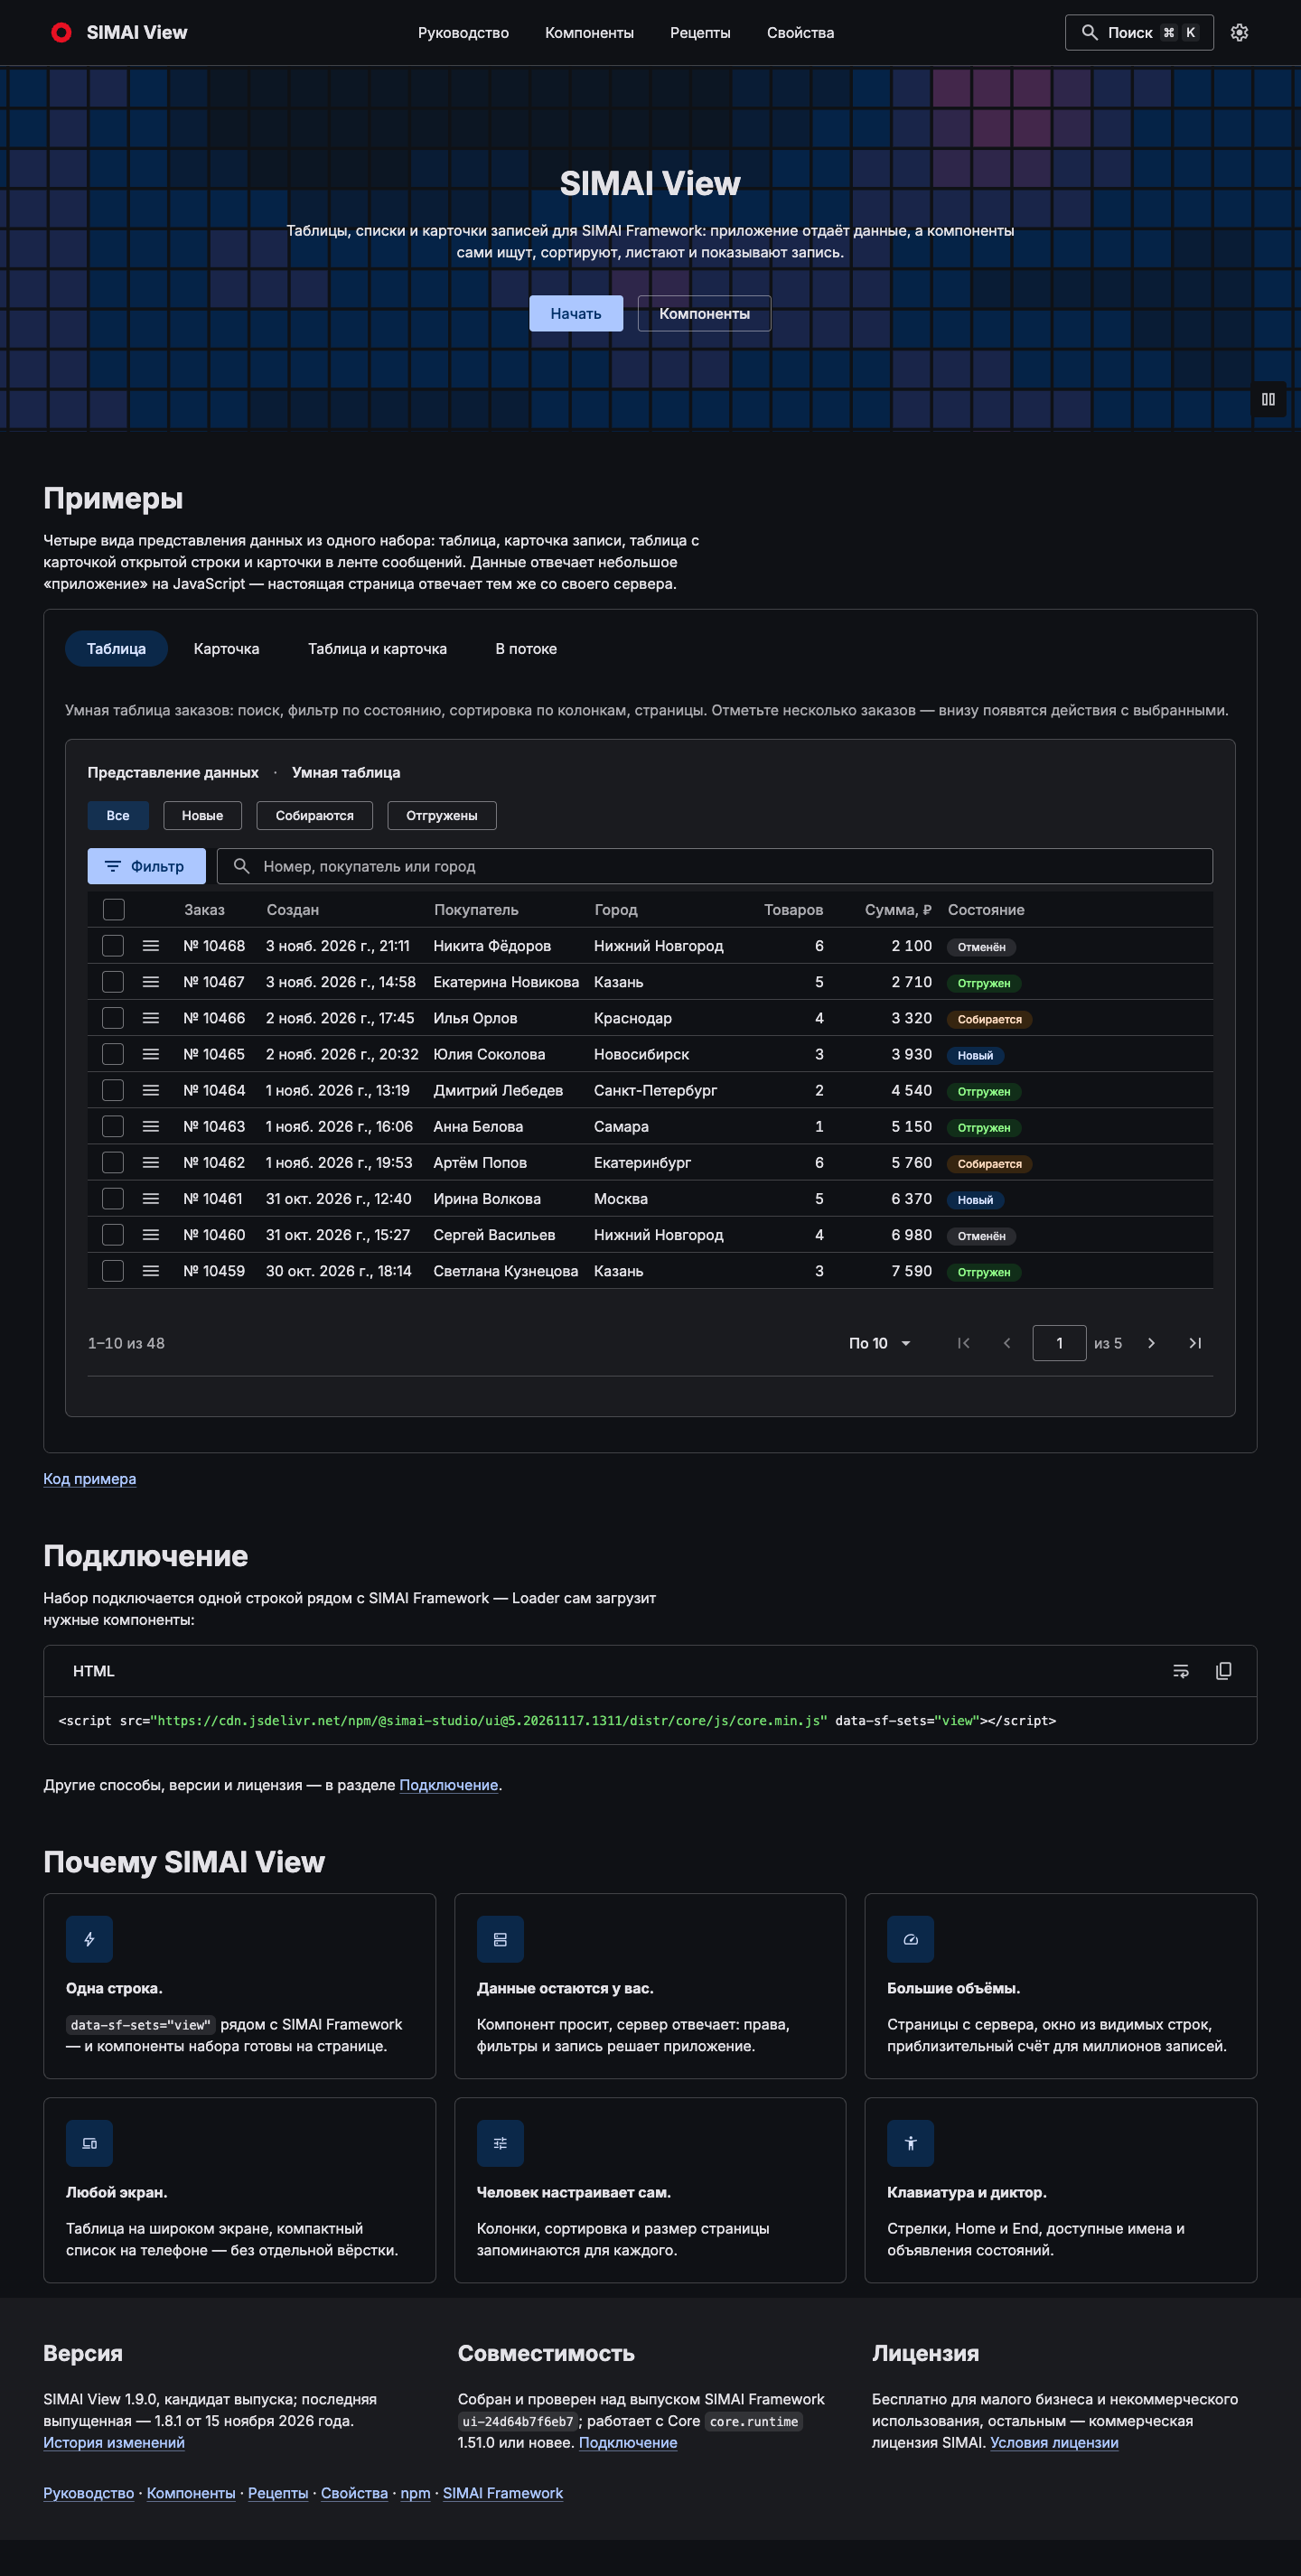 SIMAI View
Руководство
Компоненты
Рецепты
Свойства
Поиск ⌘ K
SIMAI View
Таблицы, списки и карточки записей для SIMAI Framework: приложение отдаёт данные, а компоненты
сами ищут, сортируют, листают и показывают запись.
Начать
Компоненты
Примеры
Четыре вида представления данных из одного набора: таблица, карточка записи, таблица с
карточкой открытой строки и карточки в ленте сообщений. Данные отвечает небольшое
«приложение» на JavaScript — настоящая страница отвечает тем же со своего сервера.
Таблица
Карточка
Таблица и карточка
В потоке
Умная таблица заказов: поиск, фильтр по состоянию, сортировка по колонкам, страницы. Отметьте несколько заказов — внизу появятся действия с выбранными.
Представление данных · Умная таблица
Все
Новые
Собираются
Отгружены
Фильтр
Номер, покупатель или город
Заказ Создан Покупатель Город Товаров Сумма, ₽ Состояние
№ 10468 3 нояб. 2026 г., 21:11 Никита Фёдоров Нижний Новгород 6 2 100 Отменён
№ 10467 3 нояб. 2026 г., 14:58 Екатерина Новикова Казань 5 2 710 Отгружен
№ 10466 2 нояб. 2026 г., 17:45 Илья Орлов Краснодар 4 3 320 Собирается
№ 10465 2 нояб. 2026 г., 20:32 Юлия Соколова Новосибирск 3 3 930 Новый
№ 10464 1 нояб. 2026 г., 13:19 Дмитрий Лебедев Санкт-Петербург 2 4 540 Отгружен
№ 10463 1 нояб. 2026 г., 16:06 Анна Белова Самара 1 5 150 Отгружен
№ 10462 1 нояб. 2026 г., 19:53 Артём Попов Екатеринбург 6 5 760 Собирается
№ 10461 31 окт. 2026 г., 12:40 Ирина Волкова Москва 5 6 370 Новый
№ 10460 31 окт. 2026 г., 15:27 Сергей Васильев Нижний Новгород 4 6 980 Отменён
№ 10459 30 окт. 2026 г., 18:14 Светлана Кузнецова Казань 3 7 590 Отгружен
1–10 из 48
По 10
1 из 5
Код примера
Подключение
Набор подключается одной строкой рядом с SIMAI Framework — Loader сам загрузит
нужные компоненты:
HTML
<script src="https://cdn.jsdelivr.net/npm/@simai-studio/ui@5.20261117.1311/distr/core/js/core.min.js" data-sf-sets="view"></script>
Другие способы, версии и лицензия — в разделе Подключение.
Почему SIMAI View
Одна строка.
data-sf-sets="view" рядом с SIMAI Framework
— и компоненты набора готовы на странице.
Данные остаются у вас.
Компонент просит, сервер отвечает: права,
фильтры и запись решает приложение.
Большие объёмы.
Страницы с сервера, окно из видимых строк,
приблизительный счёт для миллионов записей.
Любой экран.
Таблица на широком экране, компактный
список на телефоне — без отдельной вёрстки.
Человек настраивает сам.
Колонки, сортировка и размер страницы
запоминаются для каждого.
Клавиатура и диктор.
Стрелки, Home и End, доступные имена и
объявления состояний.
Версия
SIMAI View 1.9.0, кандидат выпуска; последняя
выпущенная — 1.8.1 от 15 ноября 2026 года.
История изменений
Совместимость
Собран и проверен над выпуском SIMAI Framework
ui-24d64b7f6eb7; работает с Core core.runtime
1.51.0 или новее. Подключение
Лицензия
Бесплатно для малого бизнеса и некоммерческого
использования, остальным — коммерческая
лицензия SIMAI. Условия лицензии
Руководство · Компоненты · Рецепты · Свойства · npm · SIMAI Framework